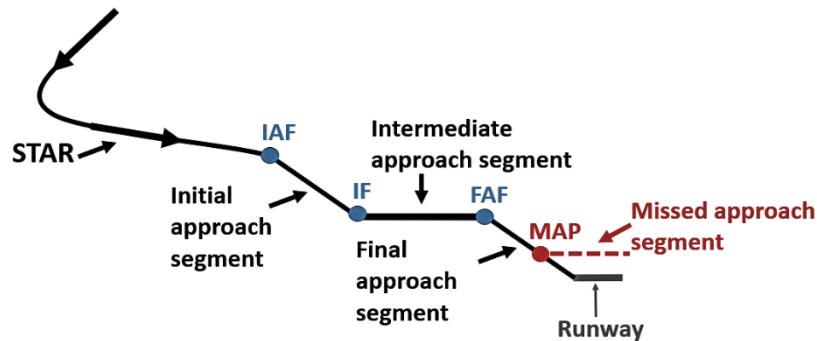 STAR
IAF
Initial
approach
segment
IF
Intermediate
approach segment
FAF
Final
approach
segment
MAP
Missed approach
segment
Runway